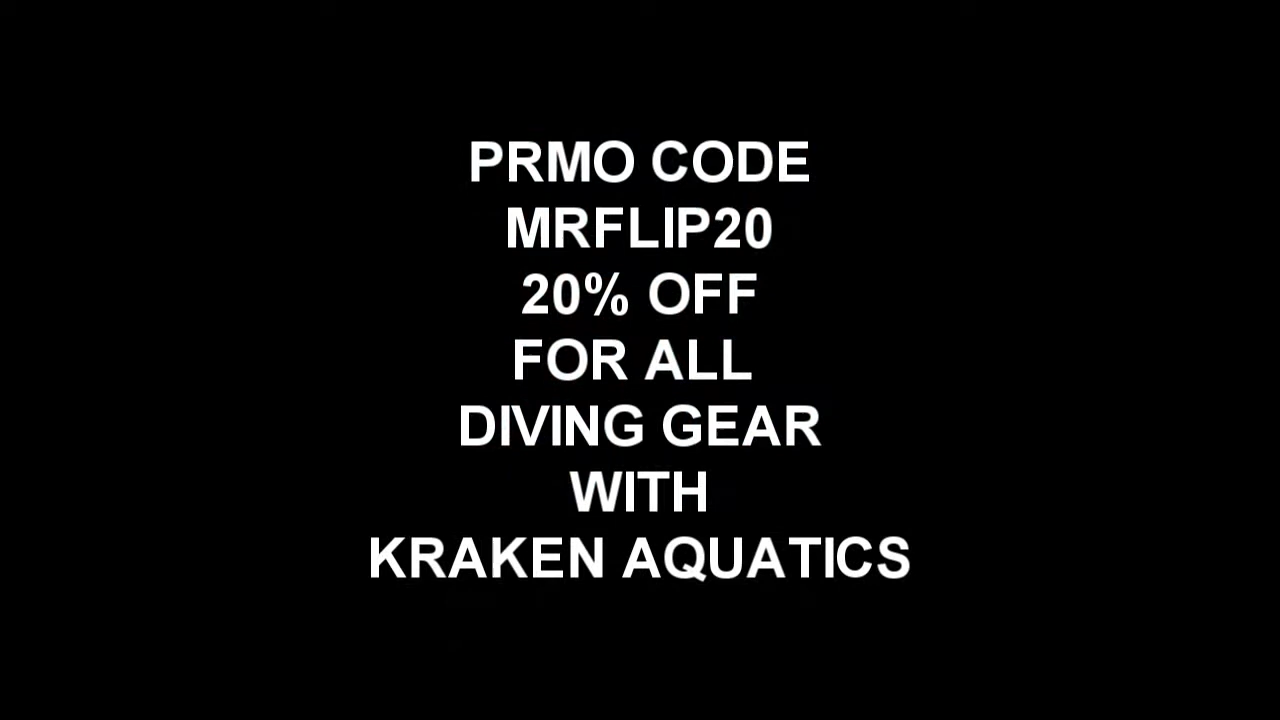 PRMO CODE
MRFLIP20
20% OFF
FOR ALL
DIVING GEAR
WITH
KRAKEN AQUATICS